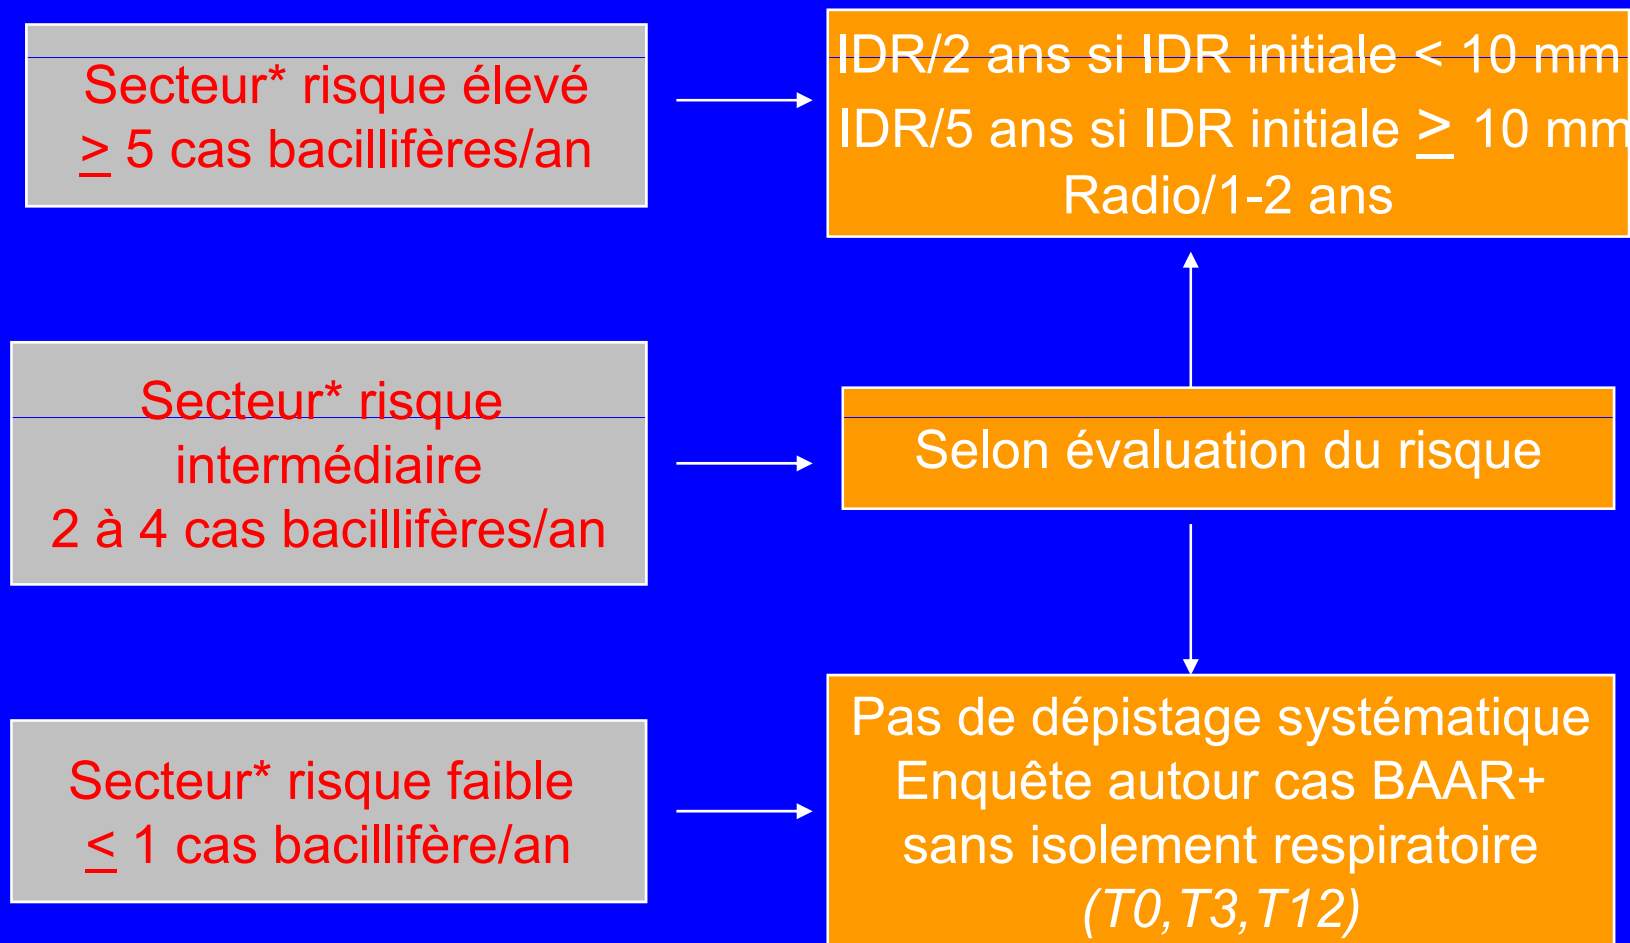 Secteur* risque élevé
≥ 5 cas bacillifères/an
IDR/2 ans si IDR initiale < 10 mm
IDR/5 ans si IDR initiale ≥ 10 mm
Radio/1-2 ans
Secteur* risque
intermédiaire
2 à 4 cas bacillifères/an
Selon évaluation du risque
Secteur* risque faible
≤ 1 cas bacillifère/an
Pas de dépistage systématique
Enquête autour cas BAAR+
sans isolement respiratoire
(T0,T3,T12)